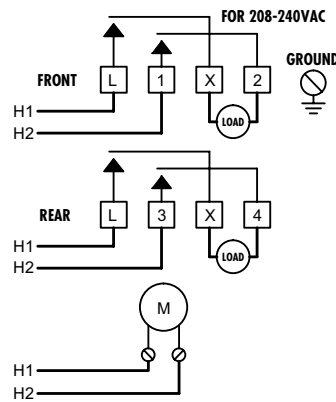 FOR 208-240VAC
GROUND
FRONT L 1 X 2
LOAD
H1
H2
REAR L 3 X 4
LOAD
H1
H2
M
H1
H2